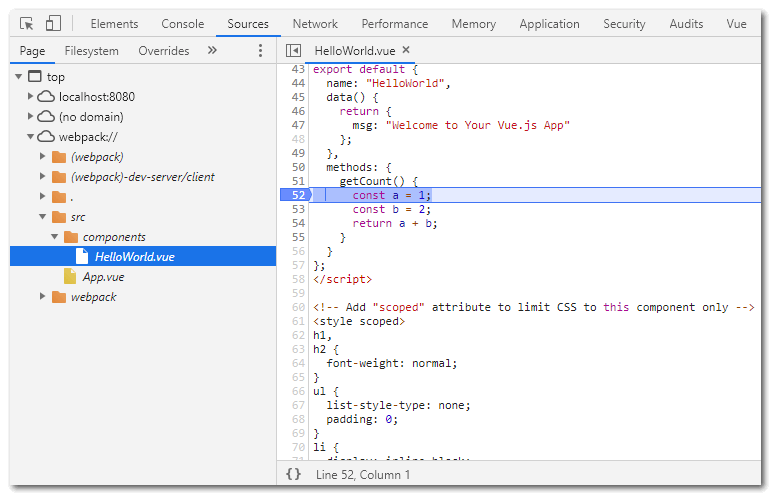 Elements Console Sources Network Performance Memory Application Security Audits Vue
Page Filesystem Overrides » HelloWorld.vue ×
top
localhost:8080
(no domain)
webpack://
(webpack)
(webpack)-dev-server/client
.
src
components
HelloWorld.vue
App.vue
webpack
43 export default {
44   name: "HelloWorld",
45   data() {
46     return {
47       msg: "Welcome to Your Vue.js App"
48     };
49   },
50   methods: {
51     getCount() {
52       const a = 1;
53       const b = 2;
54       return a + b;
55     }
56   }
57 };
58 </script>
59
60 <!-- Add "scoped" attribute to limit CSS to this component only -->
61 <style scoped>
62 h1,
63 h2 {
64   font-weight: normal;
65 }
66 ul {
67   list-style-type: none;
68   padding: 0;
69 }
70 li {
71   display: inline-block;
{} Line 52, Column 1